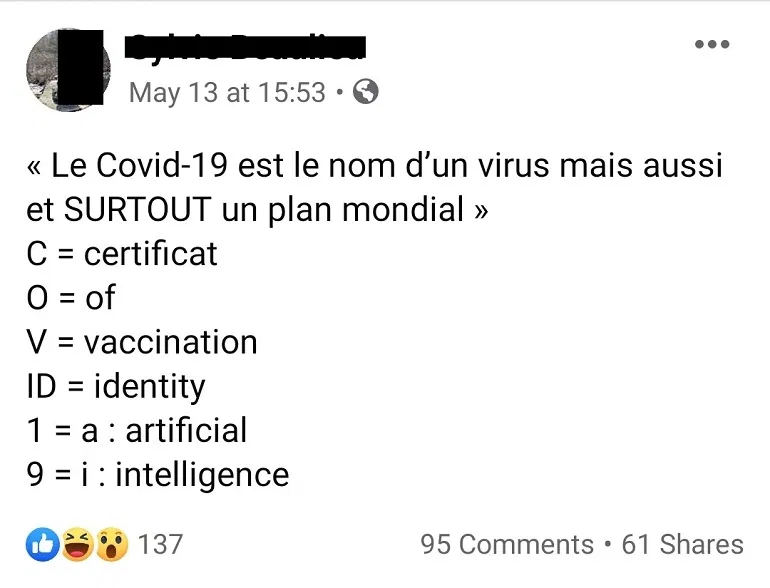 May 13 at 15:53 •
« Le Covid-19 est le nom d’un virus mais aussi
et SURTOUT un plan mondial »
C = certificat
O = of
V = vaccination
ID = identity
1 = a : artificial
9 = i : intelligence
137 95 Comments • 61 Shares